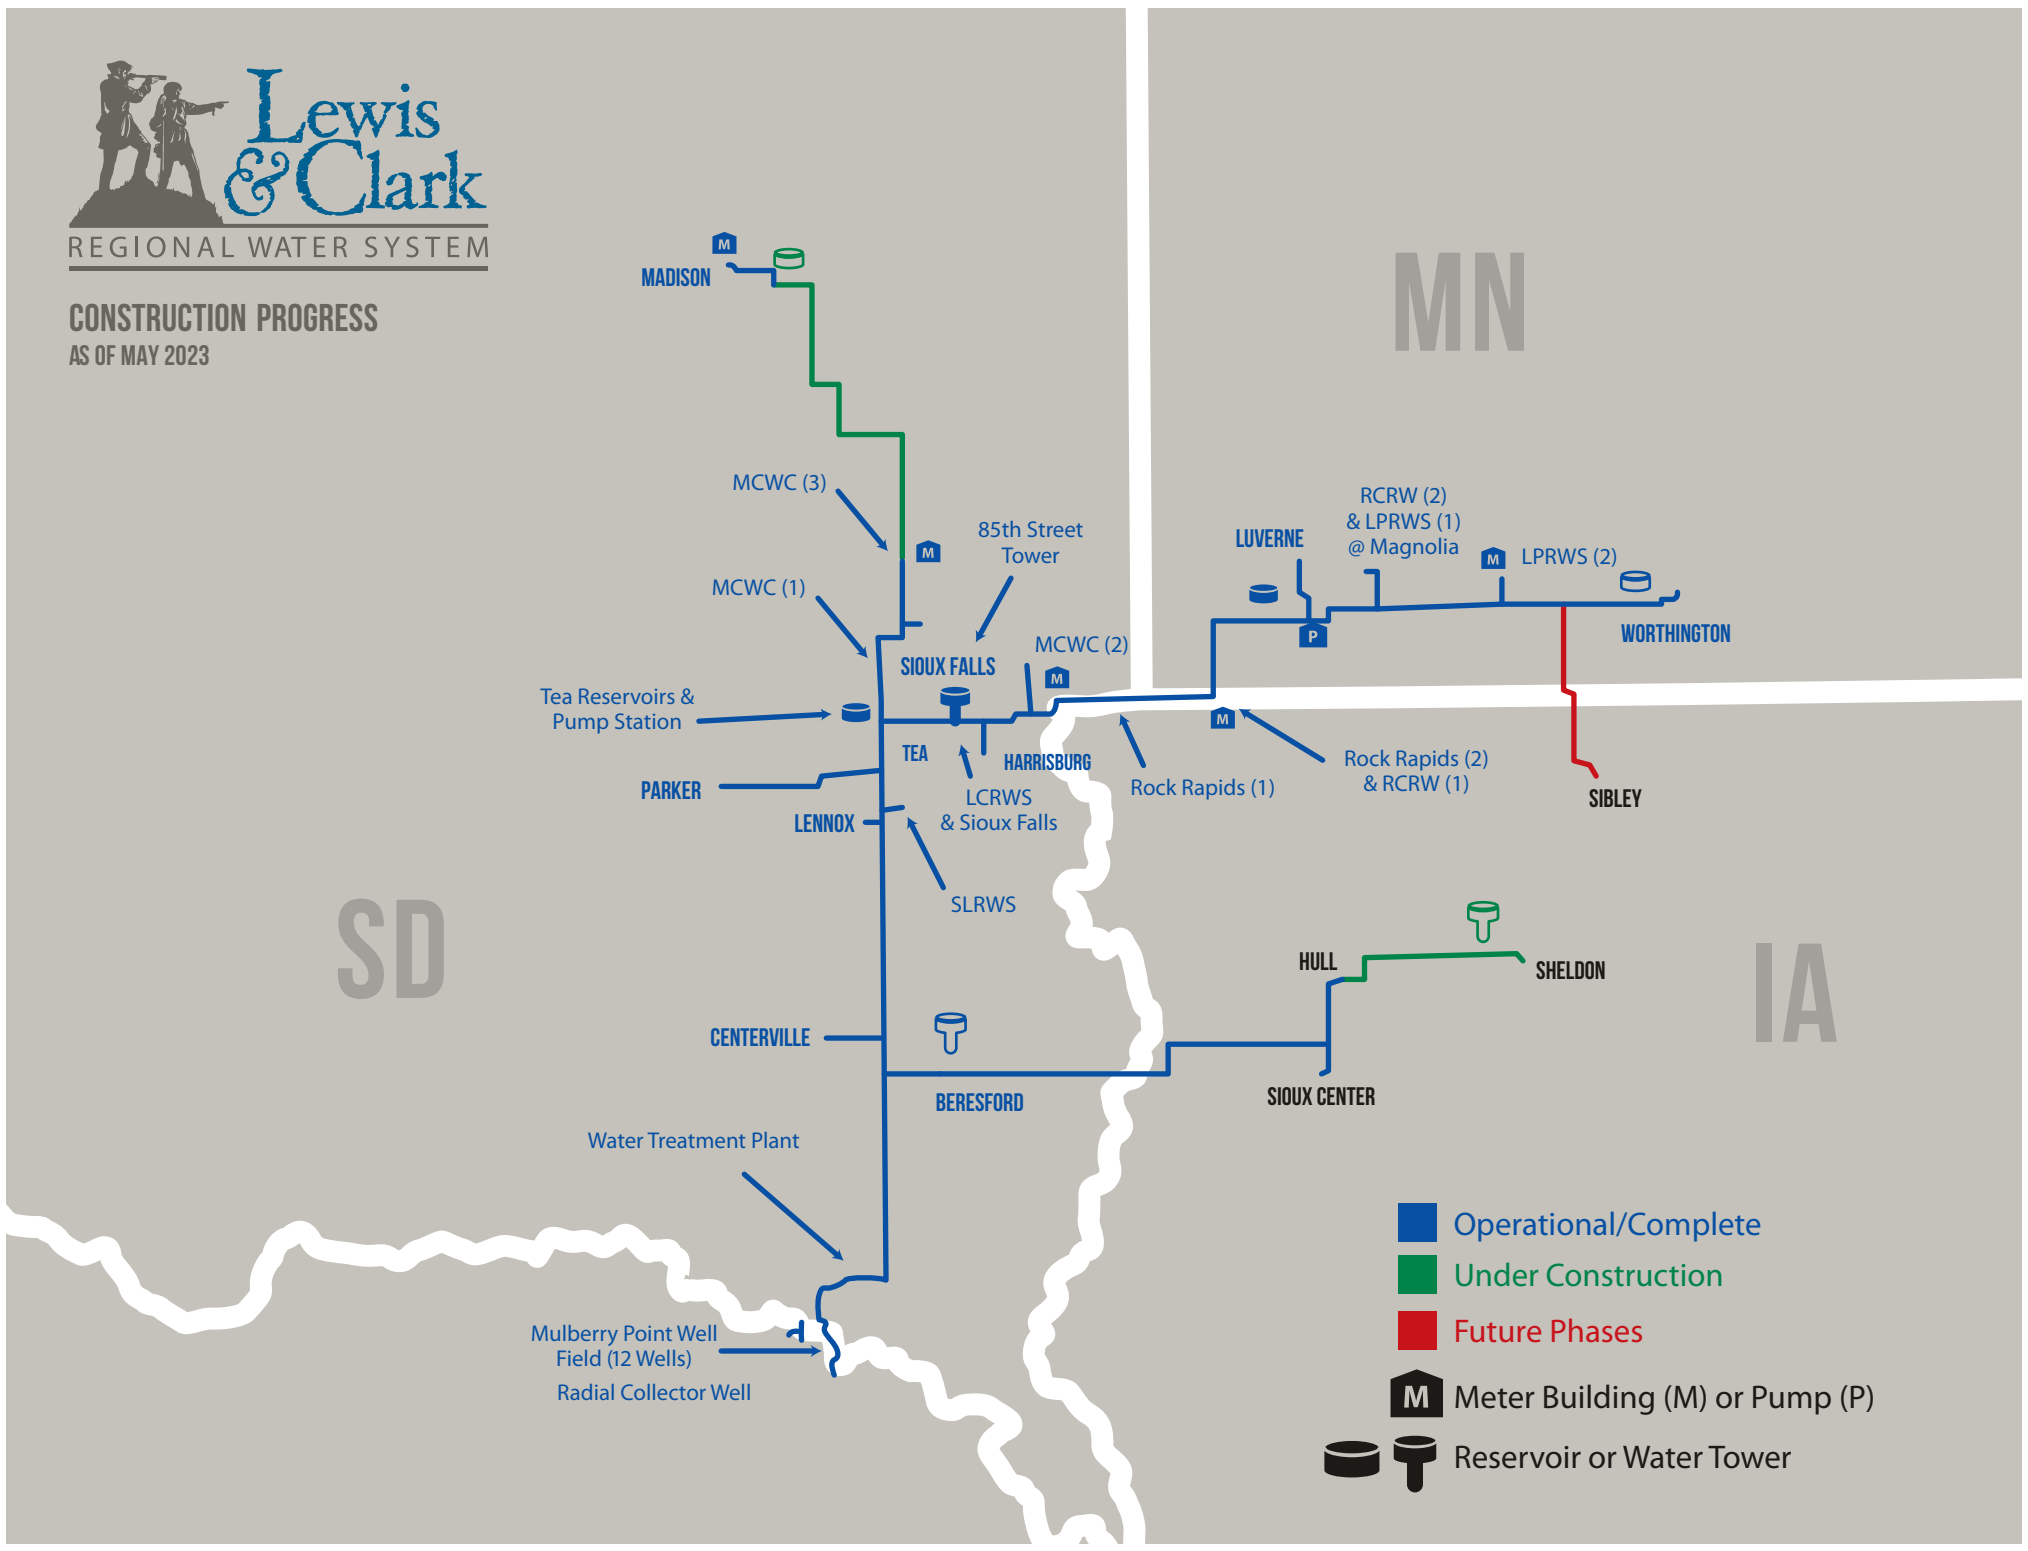 Lewis
& Clark
REGIONAL WATER SYSTEM
CONSTRUCTION PROGRESS
AS OF MAY 2023
MN
M
MADISON
MCWC (3)
M
85th Street
Tower
MCWC (1)
SIOUX FALLS
MCWC (2)
M
LUVERNE
RCRW (2)
& LPRWS (1)
@ Magnolia
M
LPRWS (2)
P
WORTHINGTON
Tea Reservoirs &
Pump Station
TEA
HARRISBURG
M
Rock Rapids (1)
Rock Rapids (2)
& RCRW (1)
SIBLEY
PARKER
LENNOX
LCRWS
& Sioux Falls
SLRWS
SD
IA
HULL
SHELDON
CENTERVILLE
BERESFORD
SIOUX CENTER
Water Treatment Plant
Mulberry Point Well
Field (12 Wells)
Radial Collector Well
Operational/Complete
Under Construction
Future Phases
M Meter Building (M) or Pump (P)
Reservoir or Water Tower